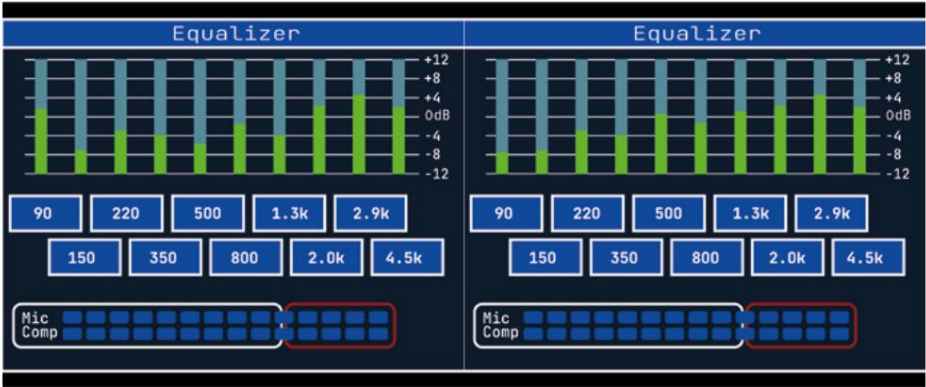 Equalizer
+12
+8
+4
0dB
-4
-8
-12
90 220 500 1.3k 2.9k
150 350 800 2.0k 4.5k
Mic
Comp
Equalizer
+12
+8
+4
0dB
-4
-8
-12
90 220 500 1.3k 2.9k
150 350 800 2.0k 4.5k
Mic
Comp